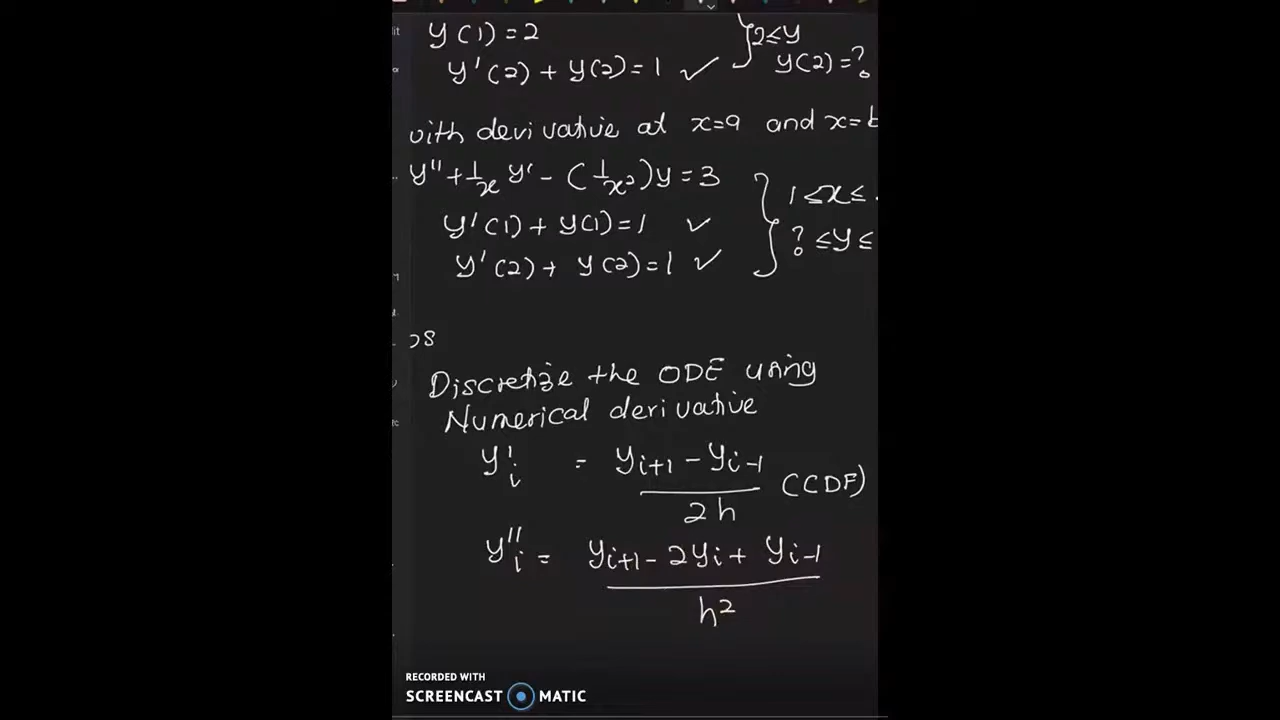 y(1) = 2
2 ≤ y
y'(2) + y(2) = 1 ✓
y(2) = ?
with derivative at x=a and x=b
y'' + 1/x y' - (1/x²) y = 3
1 ≤ x ≤
y'(1) + y(1) = 1 ✓
? ≤ y ≤
y'(2) + y(2) = 1 ✓
Discretize the ODE using
Numerical derivative
y'i = (yi+1 - yi-1) / 2h (CDF)
y''i = (yi+1 - 2yi + yi-1) / h²
RECORDED WITH
SCREENCAST MATIC